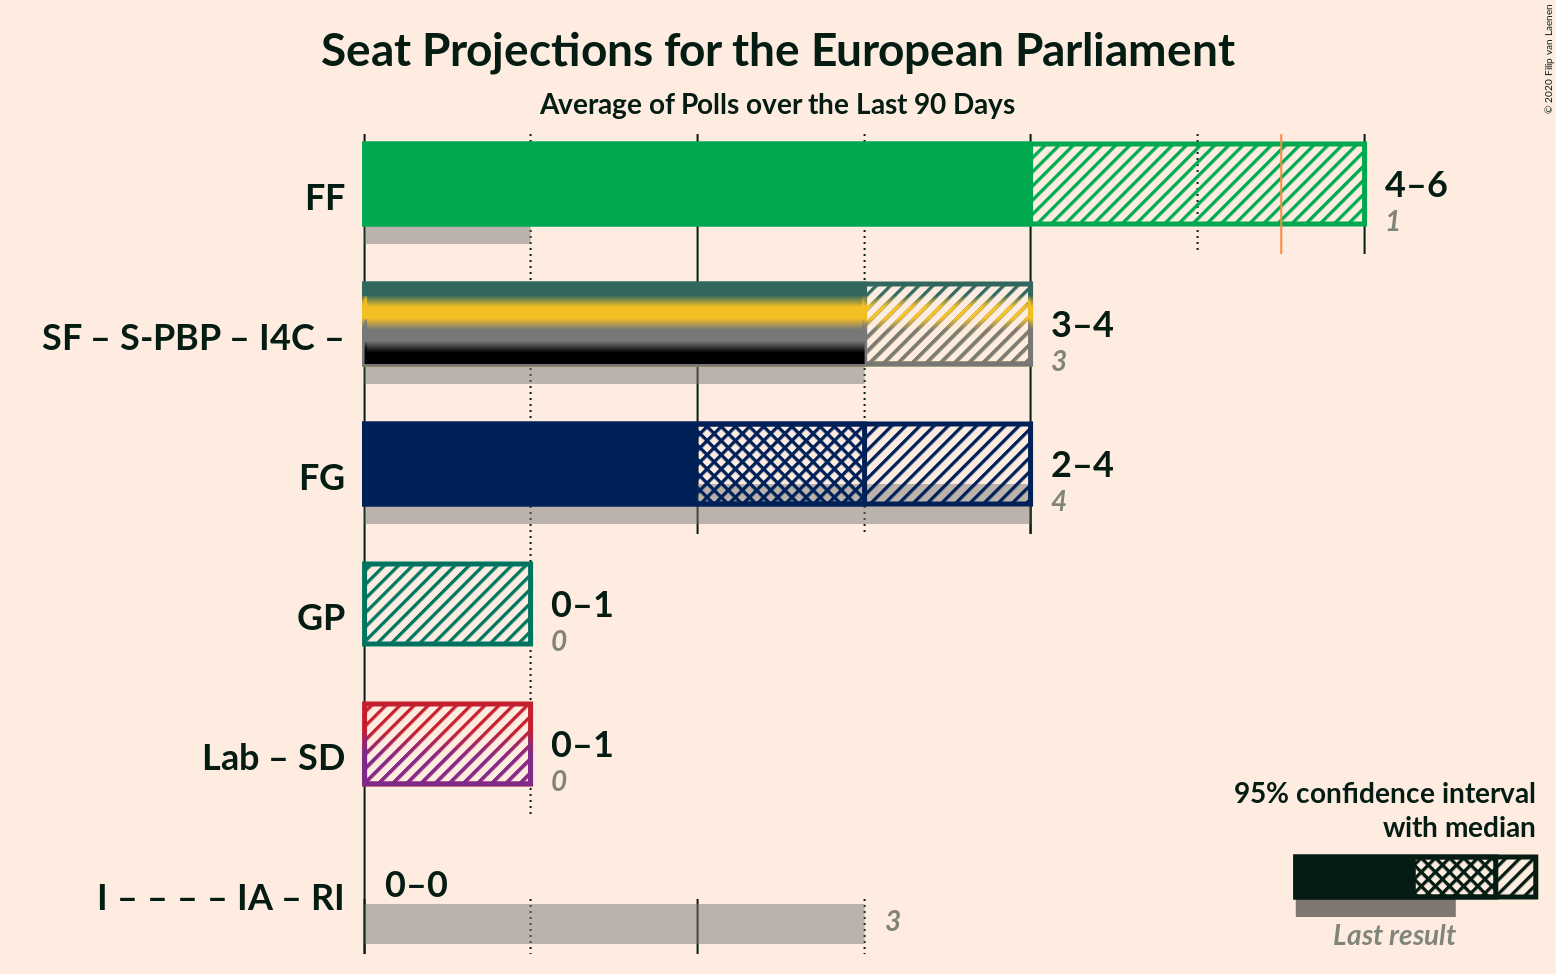 Seat Projections for the European Parliament
Average of Polls over the Last 90 Days
© 2020 Filip van Laenen
FF
4–6
1
SF – S-PBP – I4C –
3–4
3
FG
2–4
4
GP
0–1
0
Lab – SD
0–1
0
I – – – – IA – RI
0–0
3
95% confidence interval
with median
Last result